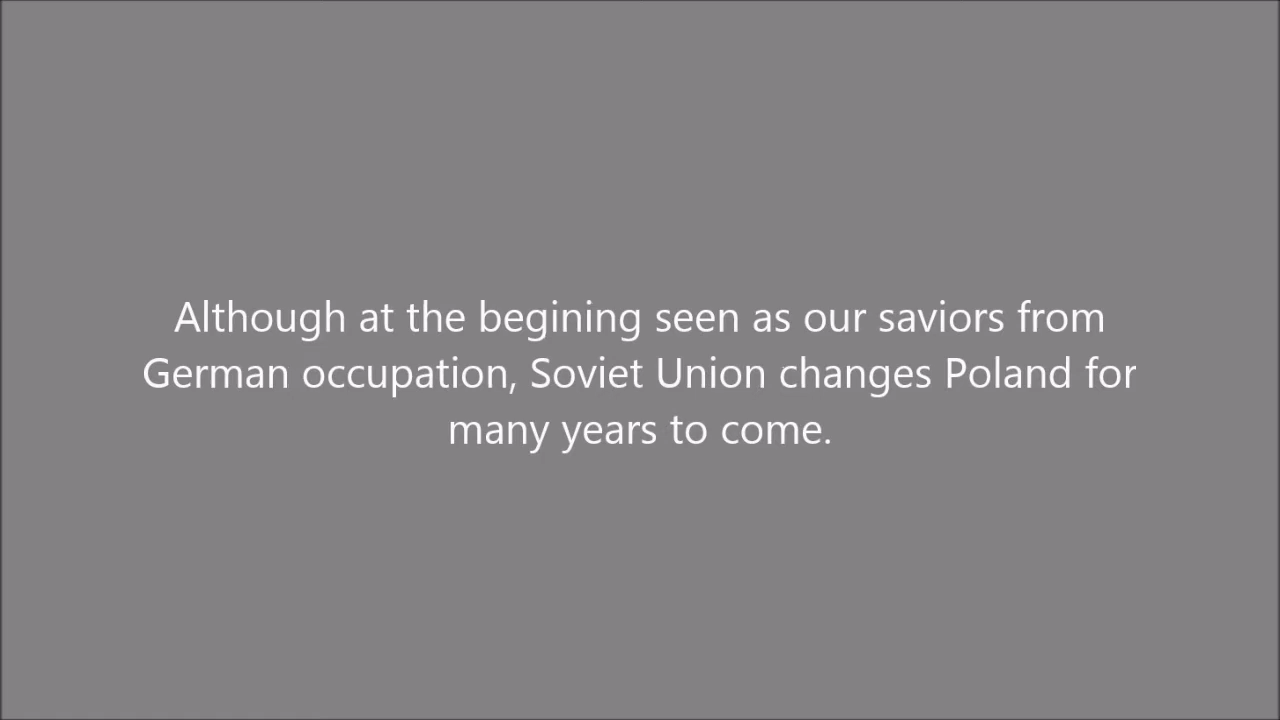 Although at the begining seen as our saviors from
German occupation, Soviet Union changes Poland for
many years to come.